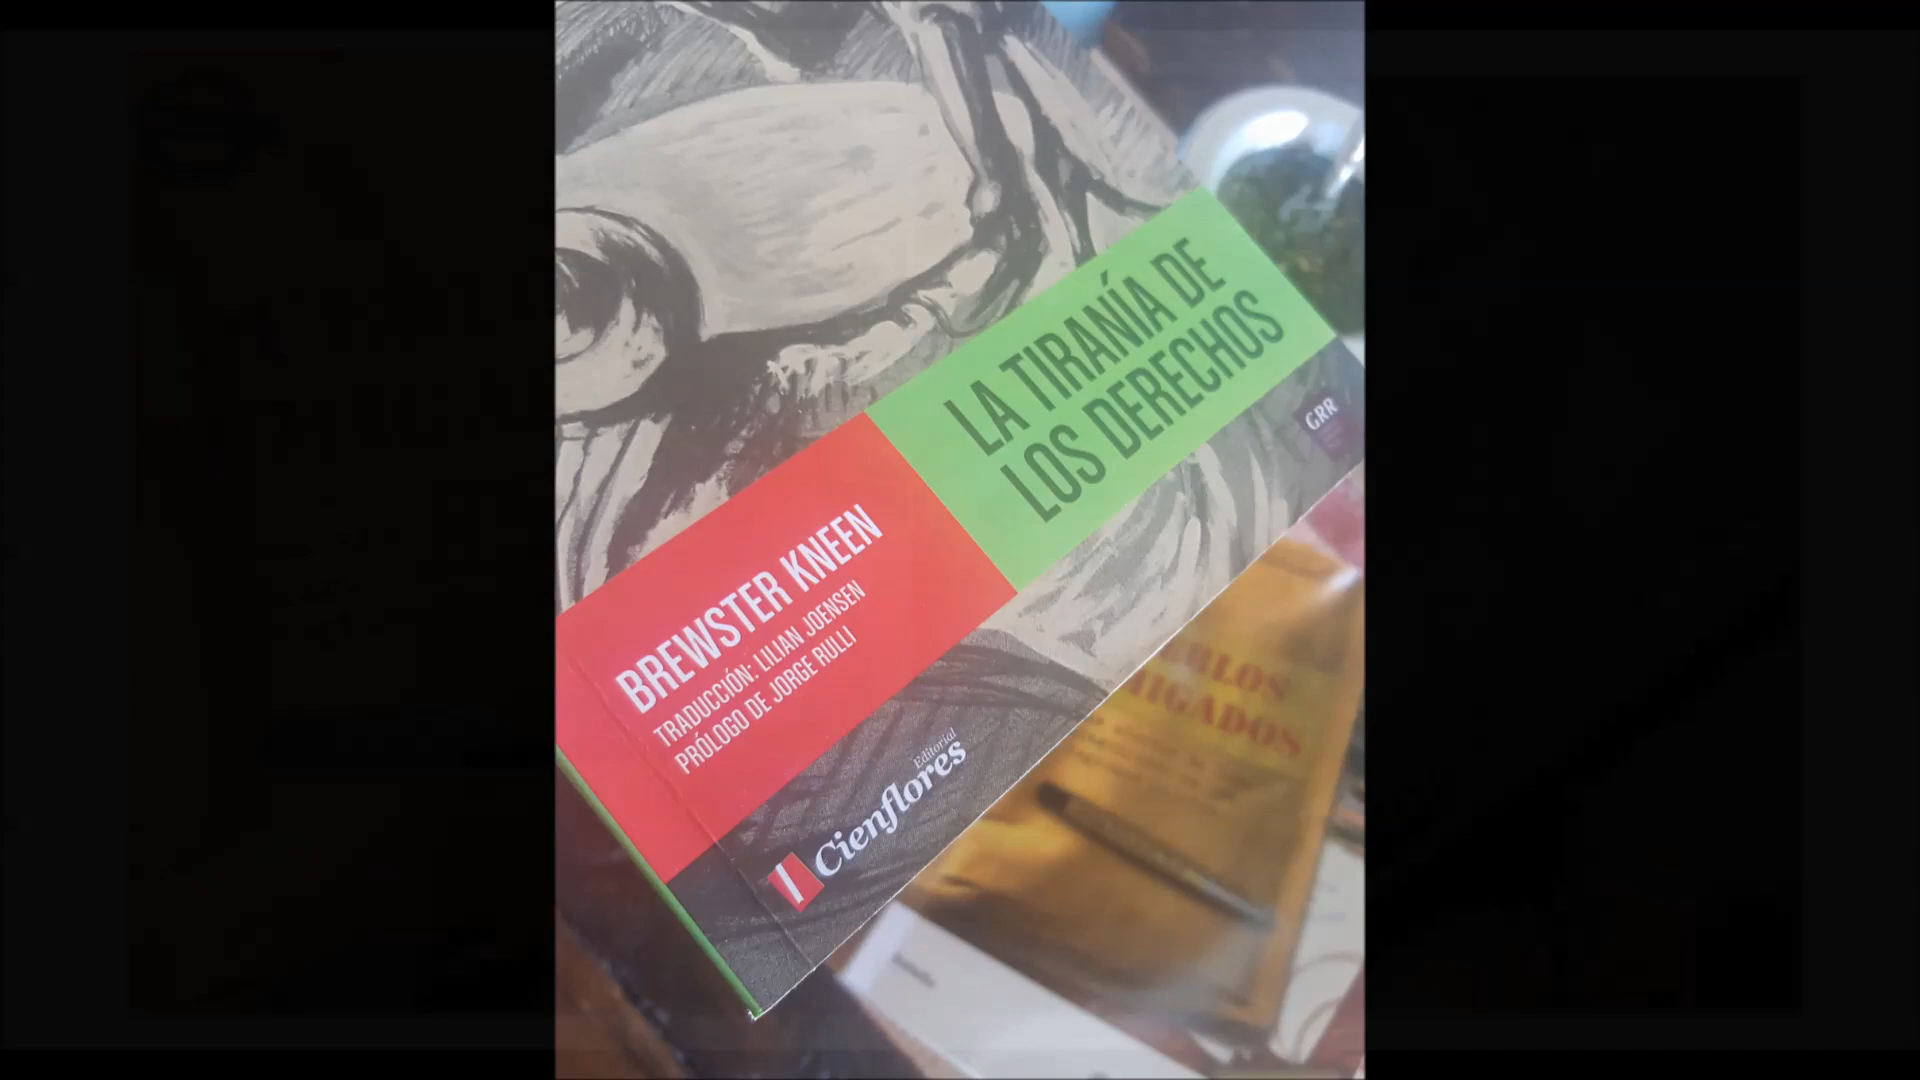 LA TIRANÍA DE
LOS DERECHOS
GRR
BREWSTER KNEEN
TRADUCCIÓN: LILIAN JOENSEN
PRÓLOGO DE JORGE RULLI
Editorial
Cienflores